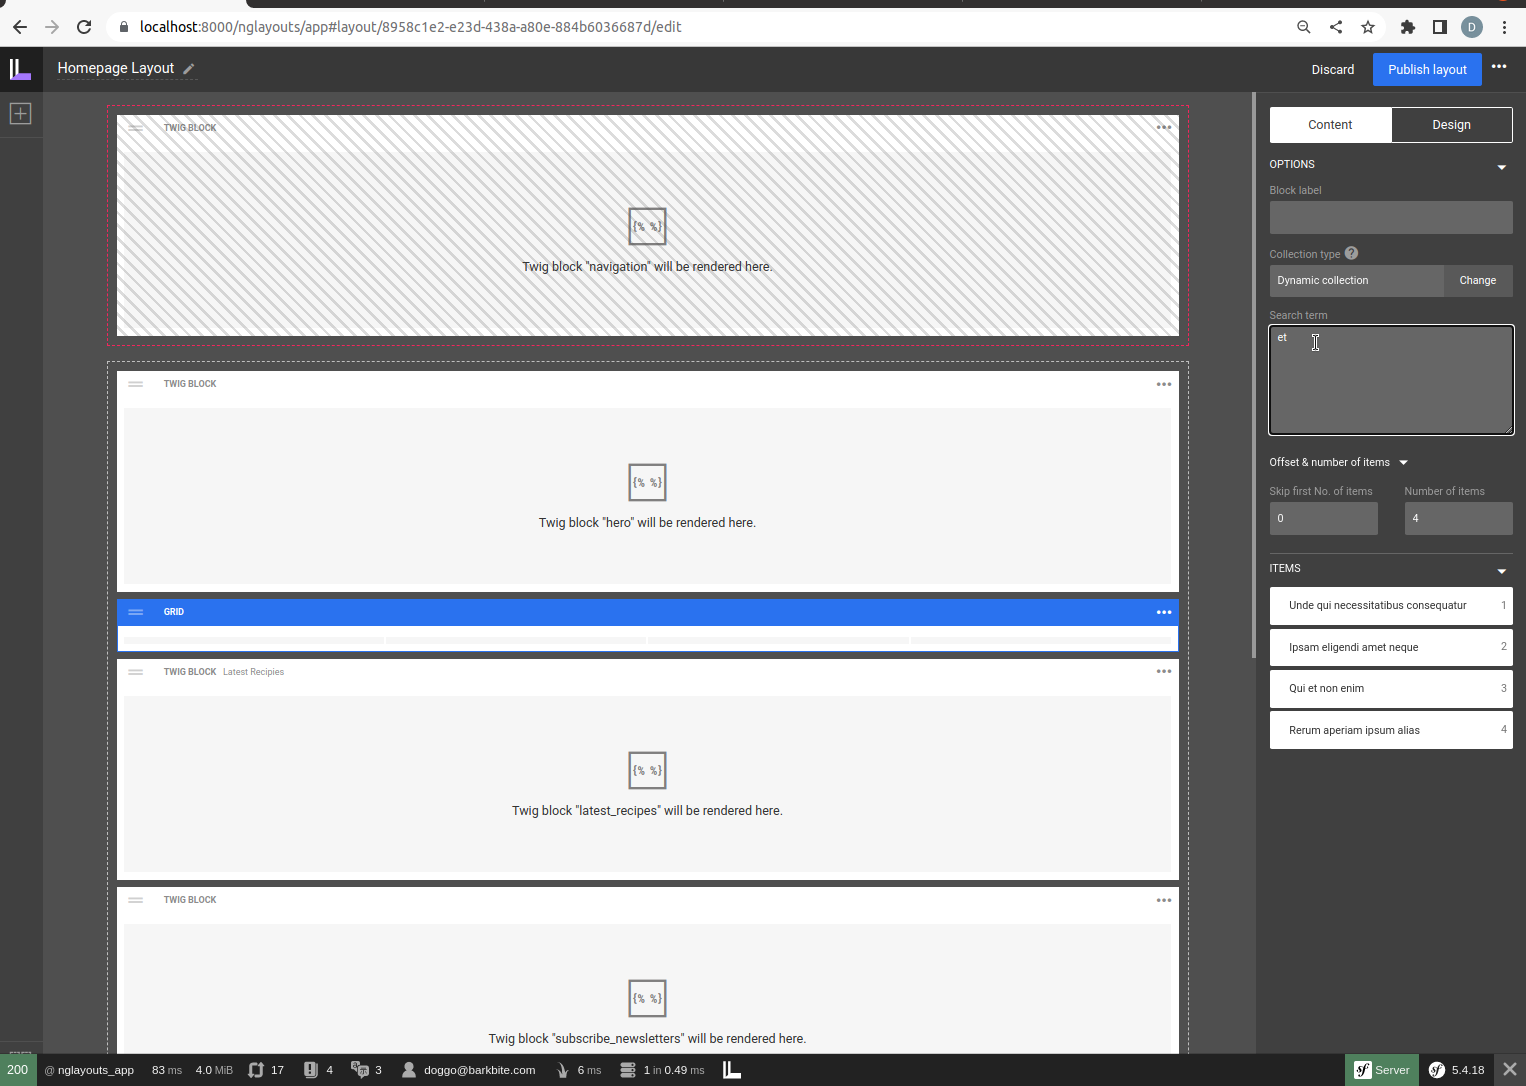 localhost:8000/nglayouts/app#layout/8958c1e2-e23d-438a-a80e-884b6036687d/edit
D
Homepage Layout
Discard
Publish layout
TWIG BLOCK
{% %}
Twig block "navigation" will be rendered here.
TWIG BLOCK
{% %}
Twig block "hero" will be rendered here.
GRID
TWIG BLOCK Latest Recipies
{% %}
Twig block "latest_recipes" will be rendered here.
TWIG BLOCK
{% %}
Twig block "subscribe_newsletters" will be rendered here.
Content
Design
OPTIONS
Block label
Collection type ?
Dynamic collection
Change
Search term
et
Offset & number of items
Skip first No. of items
Number of items
0
4
ITEMS
Unde qui necessitatibus consequatur 1
Ipsam eligendi amet neque 2
Qui et non enim 3
Rerum aperiam ipsum alias 4
200 @ nglayouts_app 83 ms 4.0 MiB 17 4 3 doggo@barkbite.com 6 ms 1 in 0.49 ms sf Server sf 5.4.18